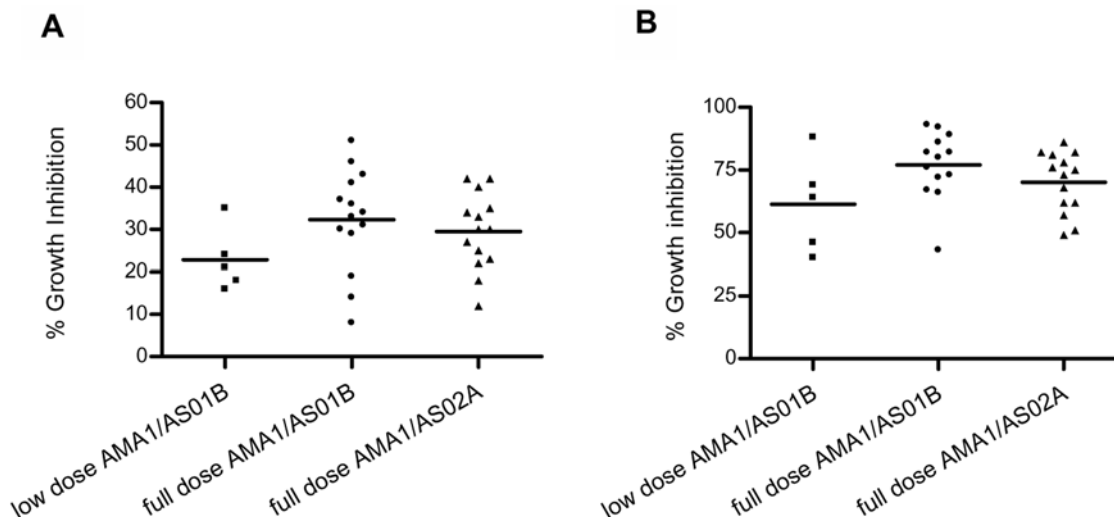 A
% Growth Inhibition
60
50
40
30
20
10
0
low dose AMA1/AS01B
full dose AMA1/AS01B
full dose AMA1/AS02A
B
% Growth inhibition
100
75
50
25
0
low dose AMA1/AS01B
full dose AMA1/AS01B
full dose AMA1/AS02A